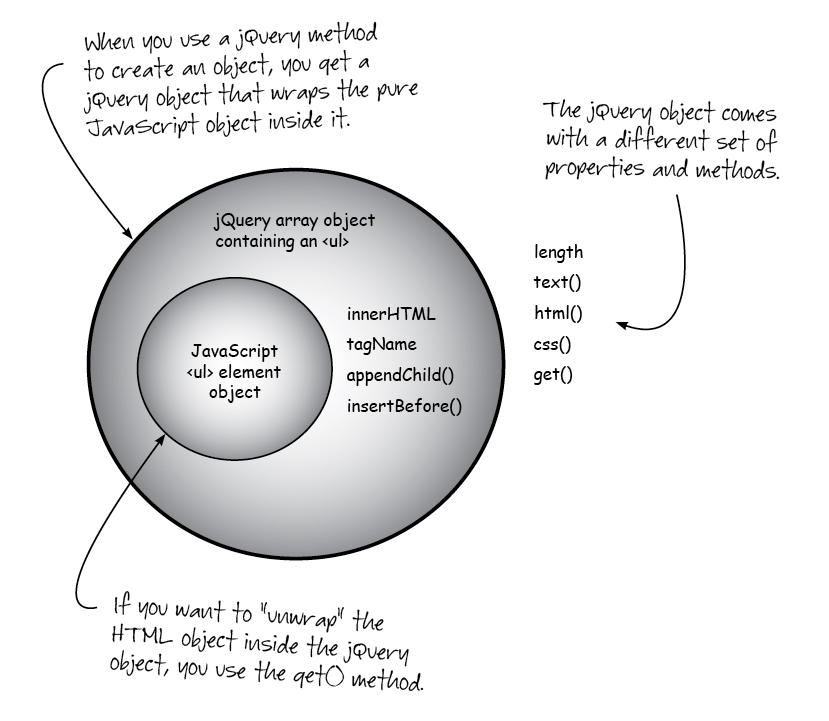 When you use a jQuery method
to create an object, you get a
jQuery object that wraps the pure
JavaScript object inside it.
The jQuery object comes
with a different set of
properties and methods.
jQuery array object
containing an <ul>
JavaScript
<ul> element
object
innerHTML
tagName
appendChild()
insertBefore()
length
text()
html()
css()
get()
If you want to "unwrap" the
HTML object inside the jQuery
object, you use the get() method.